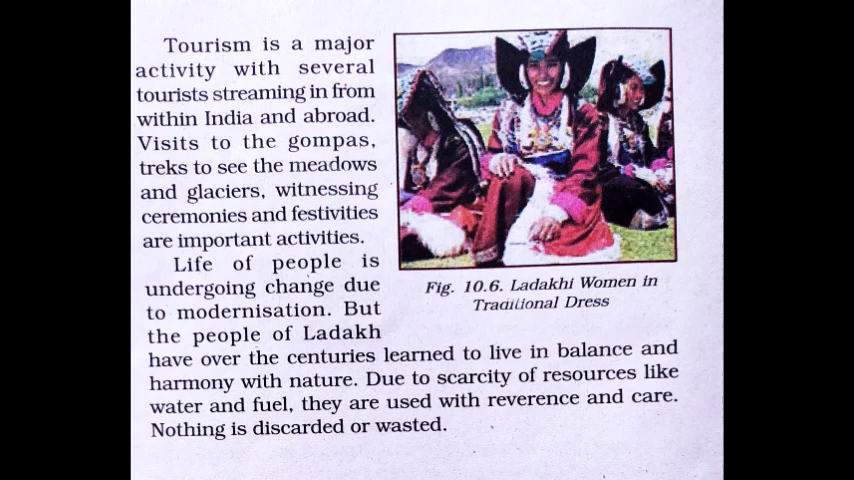 Tourism is a major
activity with several
tourists streaming in from
within India and abroad.
Visits to the gompas,
treks to see the meadows
and glaciers, witnessing
ceremonies and festivities
are important activities.
Life of people is
undergoing change due
to modernisation. But
the people of Ladakh
have over the centuries learned to live in balance and
harmony with nature. Due to scarcity of resources like
water and fuel, they are used with reverence and care.
Nothing is discarded or wasted.
Fig. 10.6. Ladakhi Women in
Traditional Dress